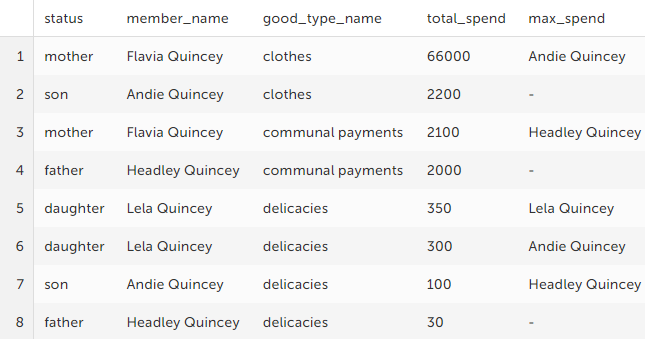 status member_name good_type_name total_spend max_spend
1 mother Flavia Quincey clothes 66000 Andie Quincey
2 son Andie Quincey clothes 2200 -
3 mother Flavia Quincey communal payments 2100 Headley Quincey
4 father Headley Quincey communal payments 2000 -
5 daughter Lela Quincey delicacies 350 Lela Quincey
6 daughter Lela Quincey delicacies 300 Andie Quincey
7 son Andie Quincey delicacies 100 Headley Quincey
8 father Headley Quincey delicacies 30 -